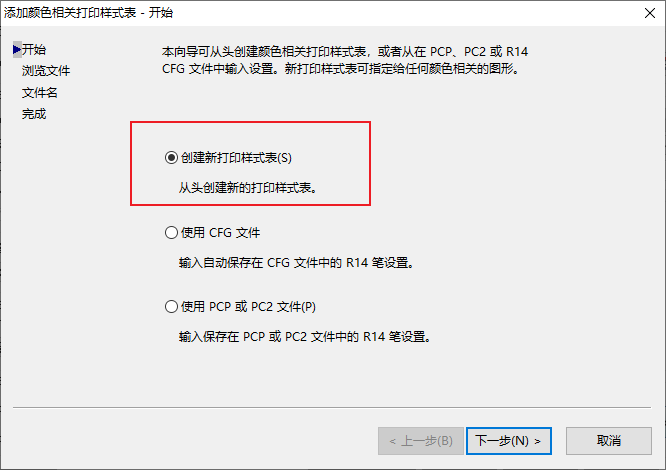 添加颜色相关打印样式表 - 开始
开始
浏览文件
文件名
完成
本向导可从头创建颜色相关打印样式表，或者从在 PCP、PC2 或 R14
CFG 文件中输入设置。新打印样式表可指定给任何颜色相关的图形。
创建新打印样式表(S)
从头创建新的打印样式表。
使用 CFG 文件
输入自动保存在 CFG 文件中的 R14 笔设置。
使用 PCP 或 PC2 文件(P)
输入保存在 PCP 或 PC2 文件中的 R14 笔设置。
< 上一步(B)
下一步(N) >
取消